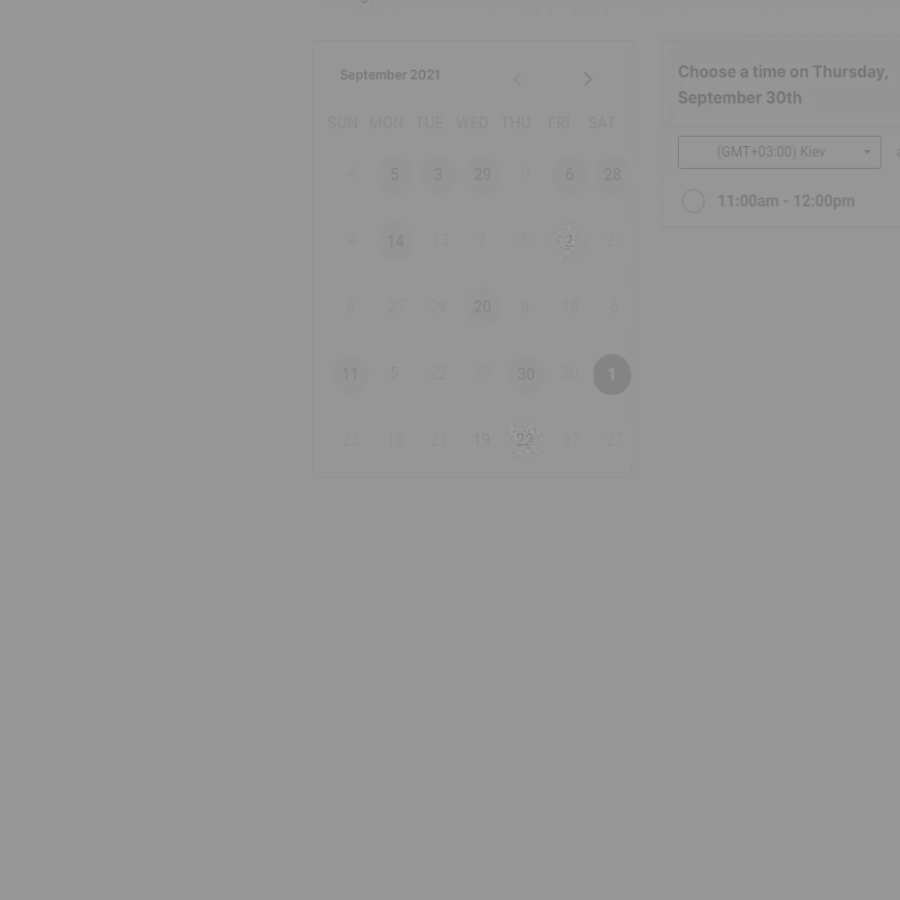 September 2021
SUN MON TUE WED THU FRI SAT
4 5 3 29 9 6 28
4 14 13 7 30 2 20
8 27 29 20 8 18 6
11 5 22 17 30 30 1
29 10 21 19 22 27 27
Choose a time on Thursday,
September 30th
(GMT+03:00) Kiev
11:00am - 12:00pm